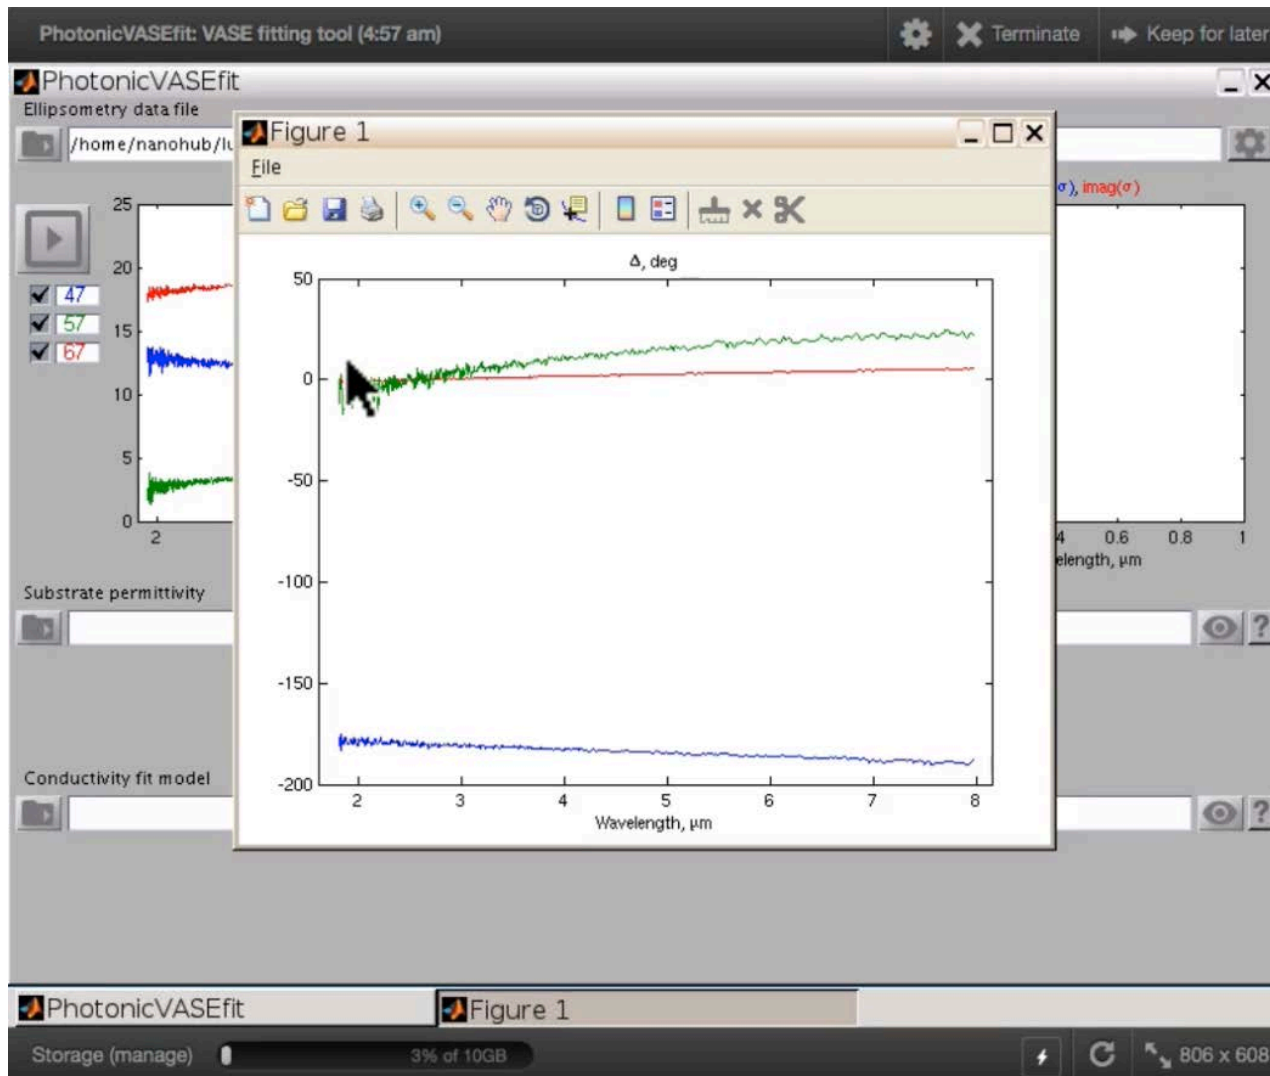 PhotonicVASEfit: VASE fitting tool (4:57 am)
Terminate
Keep for later
PhotonicVASEfit
Ellipsometry data file
/home/nanohub/lu
Figure 1
File
σ), imag(σ)
47
57
67
25
20
15
10
5
0
2
Δ, deg
50
0
-50
-100
-150
-200
2
3
4
5
6
7
8
Wavelength, μm
4
0.6
0.8
1
elength, μm
Substrate permittivity
?
Conductivity fit model
?
PhotonicVASEfit
Figure 1
Storage (manage)
3% of 10GB
806 x 608